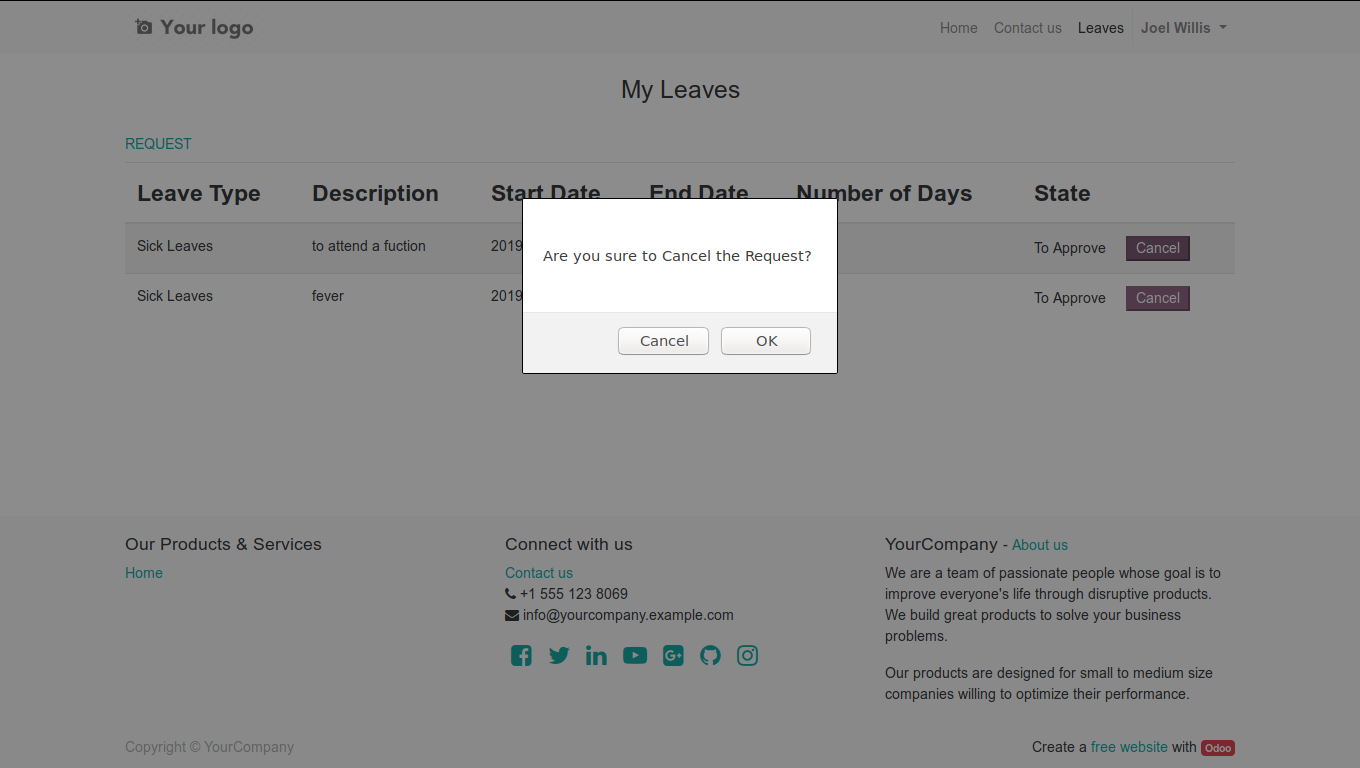 Your logo
Home Contact us Leaves Joel Willis
My Leaves
REQUEST
Leave Type Description Start Date End Date Number of Days State
Sick Leaves to attend a fuction 2019 To Approve Cancel
Sick Leaves fever 2019 To Approve Cancel
Are you sure to Cancel the Request?
Cancel OK
Our Products & Services
Home
Connect with us
Contact us
+1 555 123 8069
info@yourcompany.example.com
YourCompany - About us
We are a team of passionate people whose goal is to
improve everyone's life through disruptive products.
We build great products to solve your business
problems.
Our products are designed for small to medium size
companies willing to optimize their performance.
Copyright © YourCompany
Create a free website with Odoo